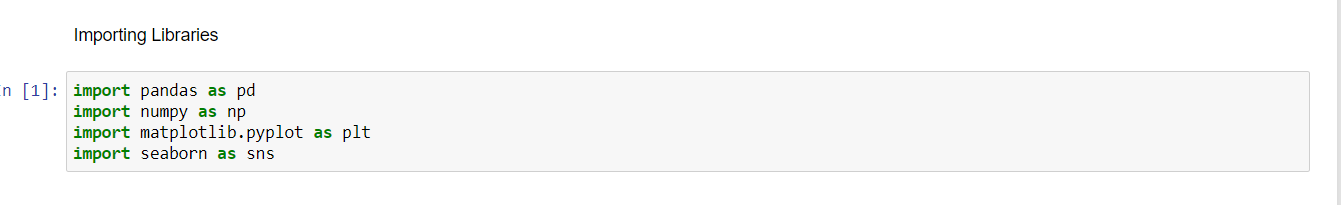 Importing Libraries
n [1]:
import pandas as pd
import numpy as np
import matplotlib.pyplot as plt
import seaborn as sns